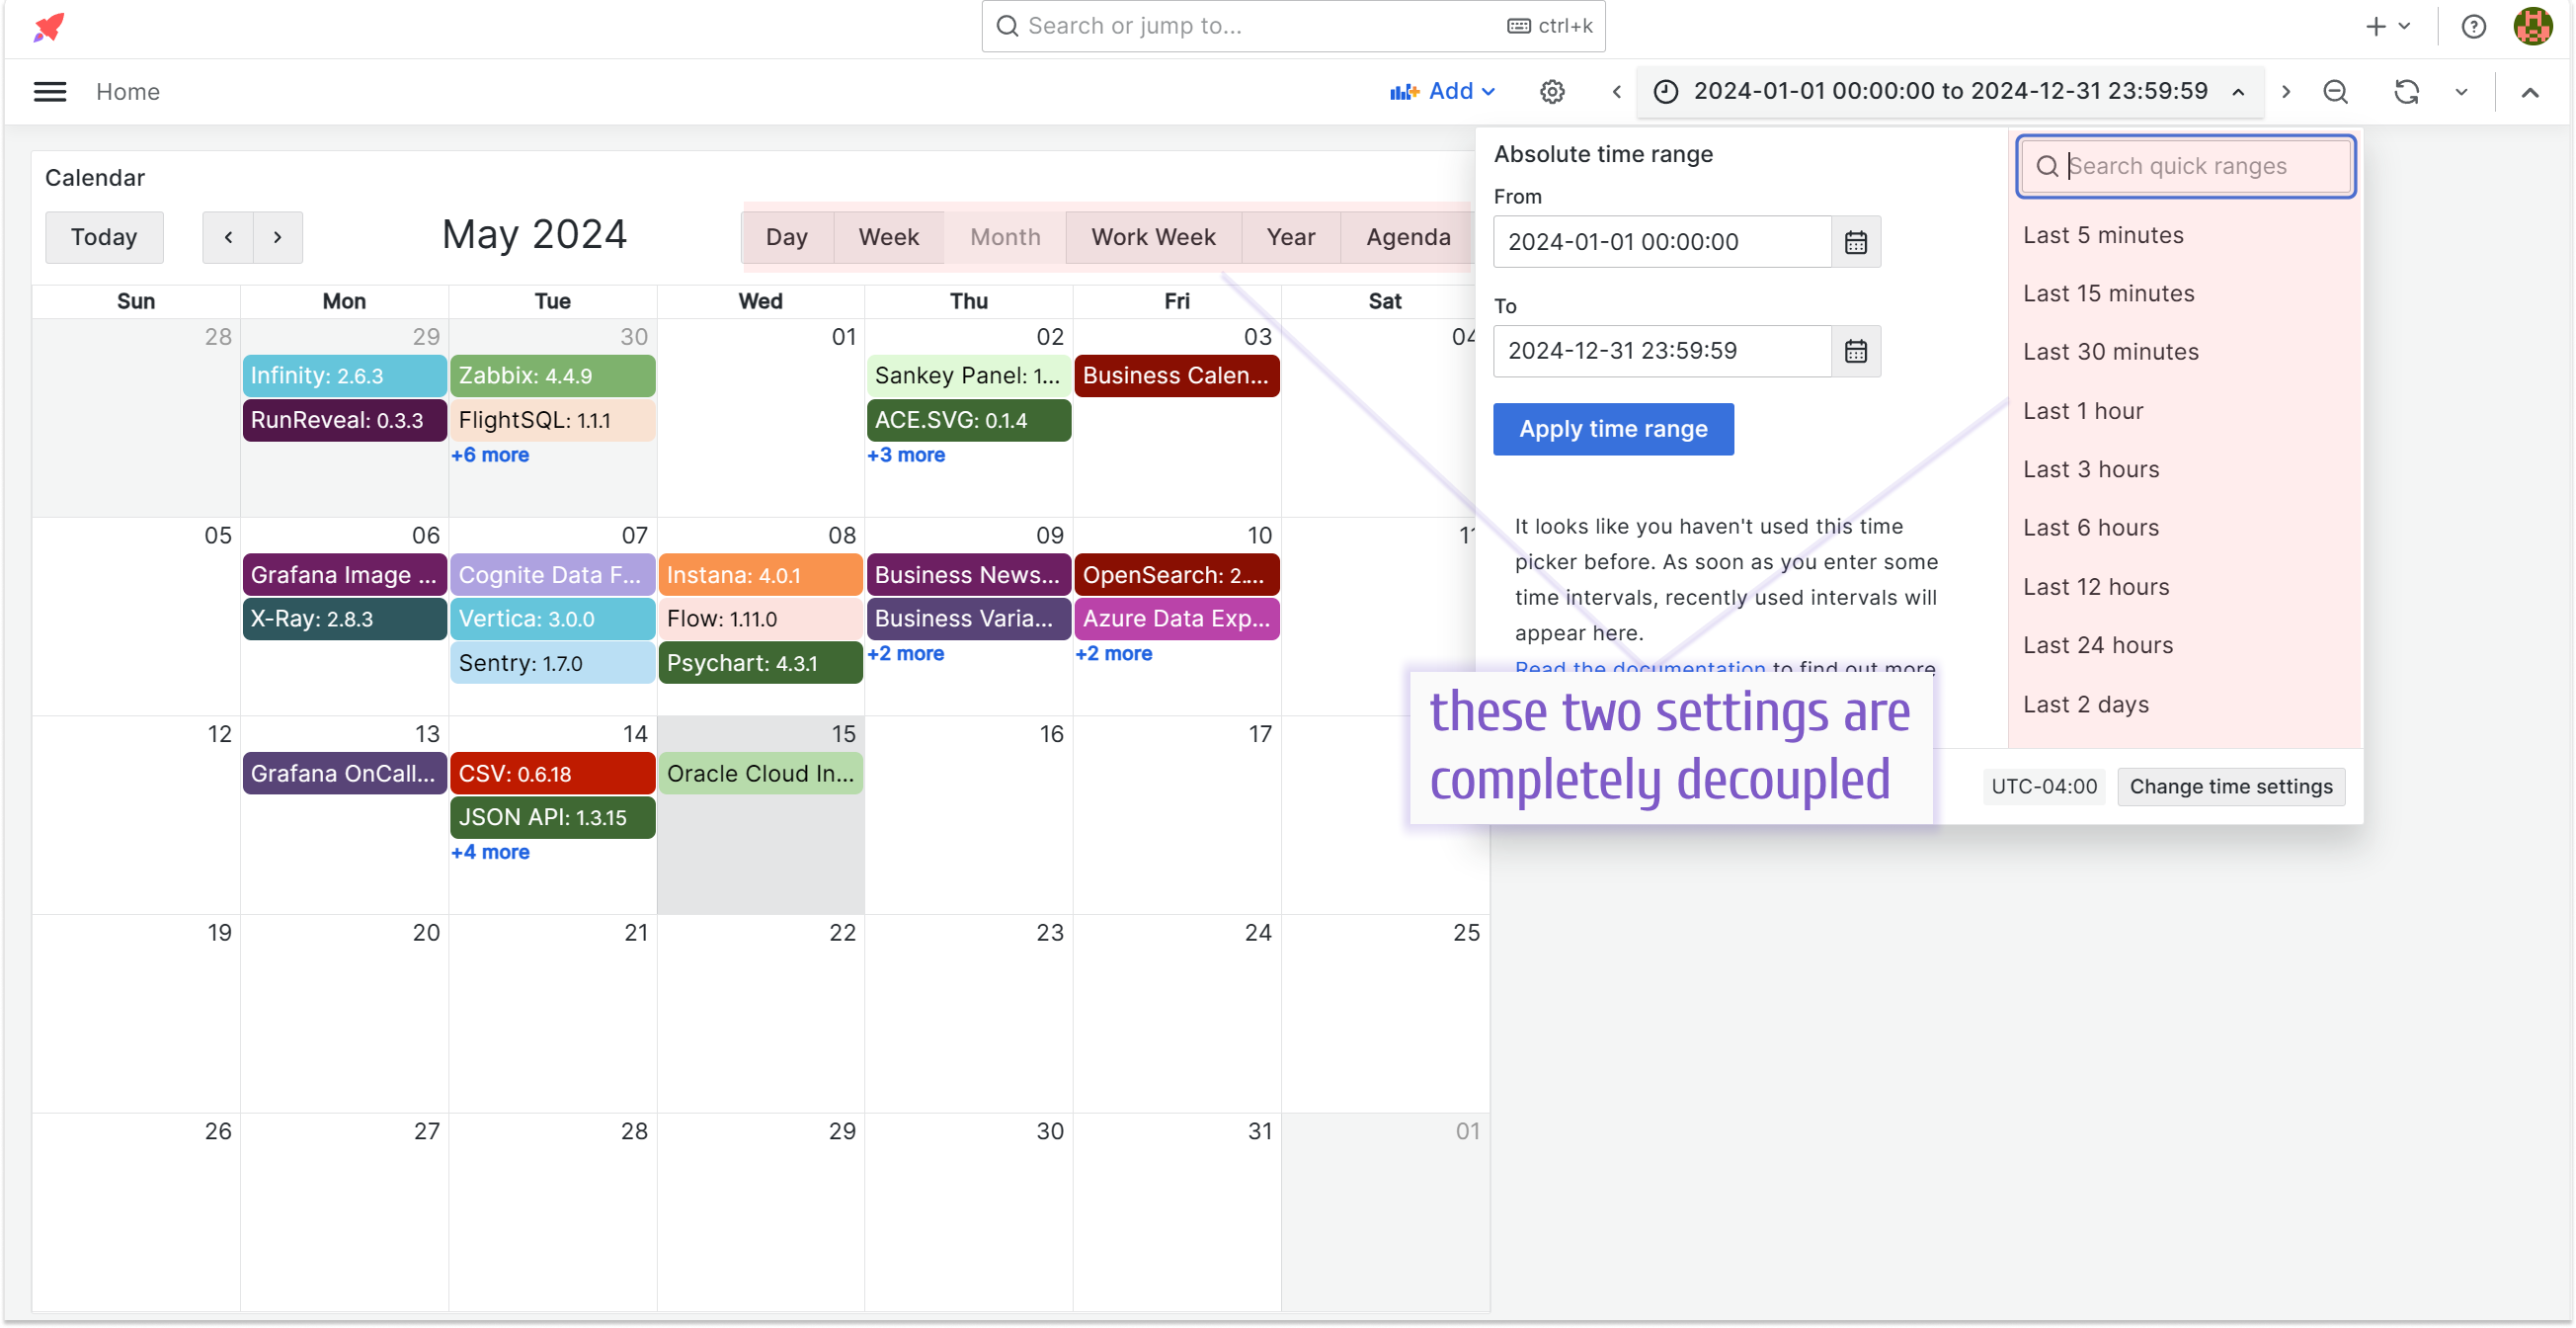 Search or jump to... ctrl+k
Home
Add
2024-01-01 00:00:00 to 2024-12-31 23:59:59
Calendar
Today
May 2024
Day Week Month Work Week Year Agenda
Sun Mon Tue Wed Thu Fri Sat
28 29 30 01 02 03 04
Infinity: 2.6.3 Zabbix: 4.4.9 Sankey Panel: 1... Business Calen...
RunReveal: 0.3.3 FlightSQL: 1.1.1 ACE.SVG: 0.1.4
+6 more +3 more
05 06 07 08 09 10 11
Grafana Image ... Cognite Data F... Instana: 4.0.1 Business News... OpenSearch: 2....
X-Ray: 2.8.3 Vertica: 3.0.0 Flow: 1.11.0 Business Varia... Azure Data Exp...
Sentry: 1.7.0 Psychart: 4.3.1 +2 more +2 more
12 13 14 15 16 17
Grafana OnCall... CSV: 0.6.18 Oracle Cloud In...
JSON API: 1.3.15
+4 more
19 20 21 22 23 24 25
26 27 28 29 30 31 01
Absolute time range
From
2024-01-01 00:00:00
To
2024-12-31 23:59:59
Apply time range
It looks like you haven't used this time
picker before. As soon as you enter some
time intervals, recently used intervals will
appear here.
Read the documentation to find out more
Search quick ranges
Last 5 minutes
Last 15 minutes
Last 30 minutes
Last 1 hour
Last 3 hours
Last 6 hours
Last 12 hours
Last 24 hours
Last 2 days
UTC-04:00 Change time settings
these two settings are
completely decoupled